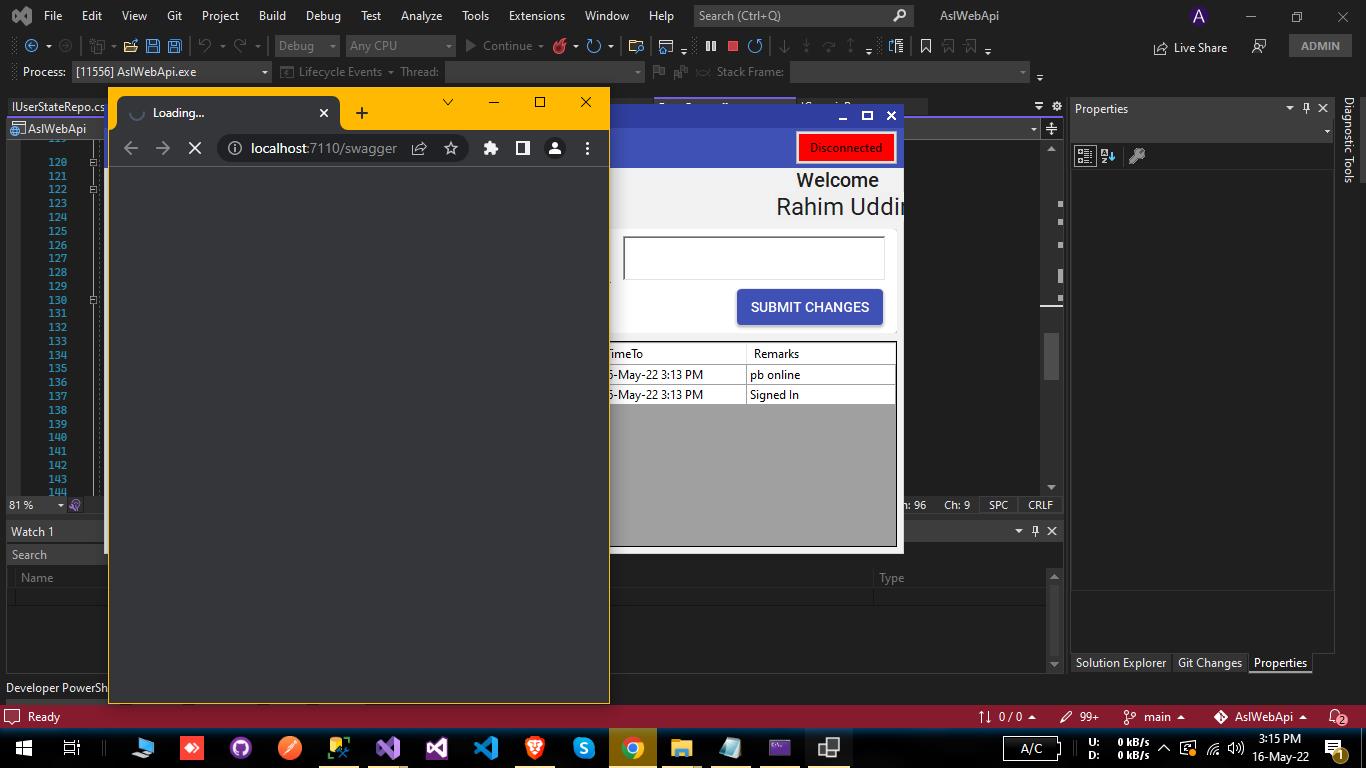 File Edit View Git Project Build Debug Test Analyze Tools Extensions Window Help Search (Ctrl+Q) AslWebApi A
Debug Any CPU Continue Live Share ADMIN
Process: [11556] AslWebApi.exe Lifecycle Events Thread: Stack Frame:
IUserStateRepo.cs
Loading...
Properties
AslWebApi
localhost:7110/swagger
Disconnected
Diagnostic Tools
Welcome
Rahim Uddin
120
121
122
123
124
125
126
127
128
129
130
131
132
133
134
135
136
137
138
139
140
141
142
143
144
SUBMIT CHANGES
TimeTo Remarks
6-May-22 3:13 PM pb online
6-May-22 3:13 PM Signed In
81 % Ln: 96 Ch: 9 SPC CRLF
Watch 1
Search
Name Type
Solution Explorer Git Changes Properties
Developer PowerSh
Ready 0 / 0 99+ main AslWebApi 2
A/C U: 0 kB/s D: 0 kB/s 3:15 PM 16-May-22 1